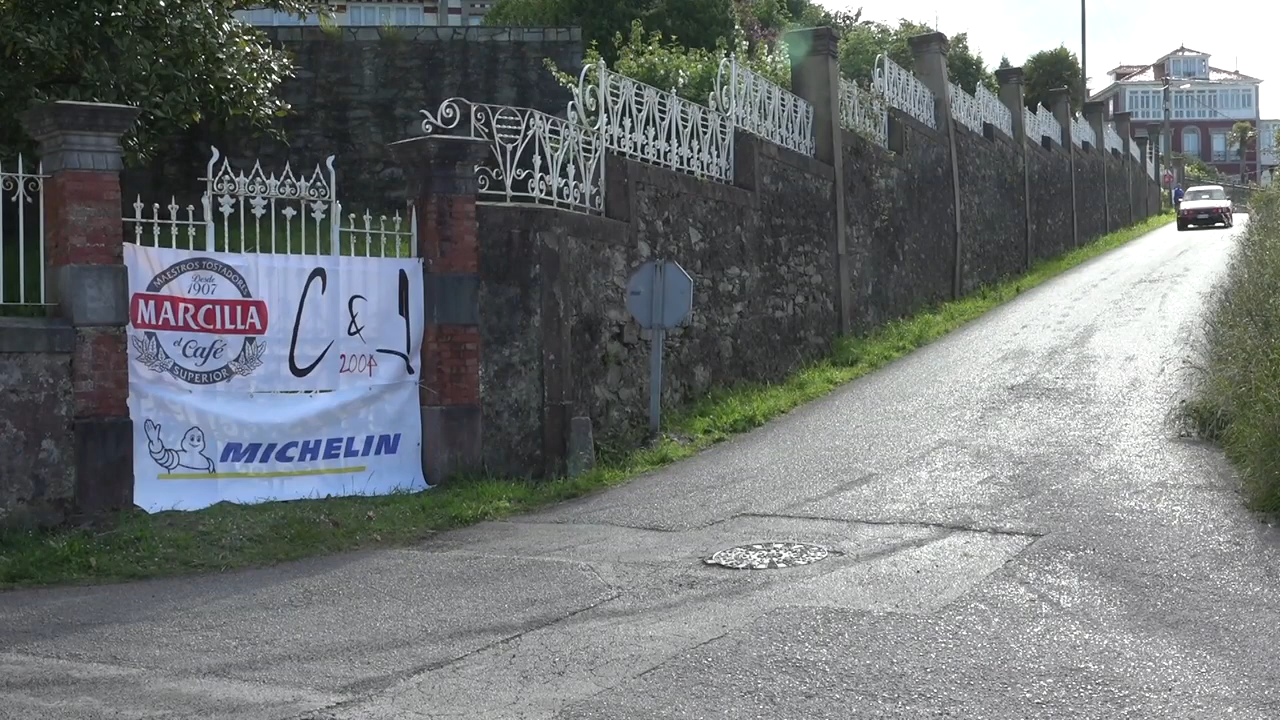 MAESTROS TOSTADORES
Desde
1907
MARCILLA
el Café
SUPERIOR
C & J
2004
MICHELIN